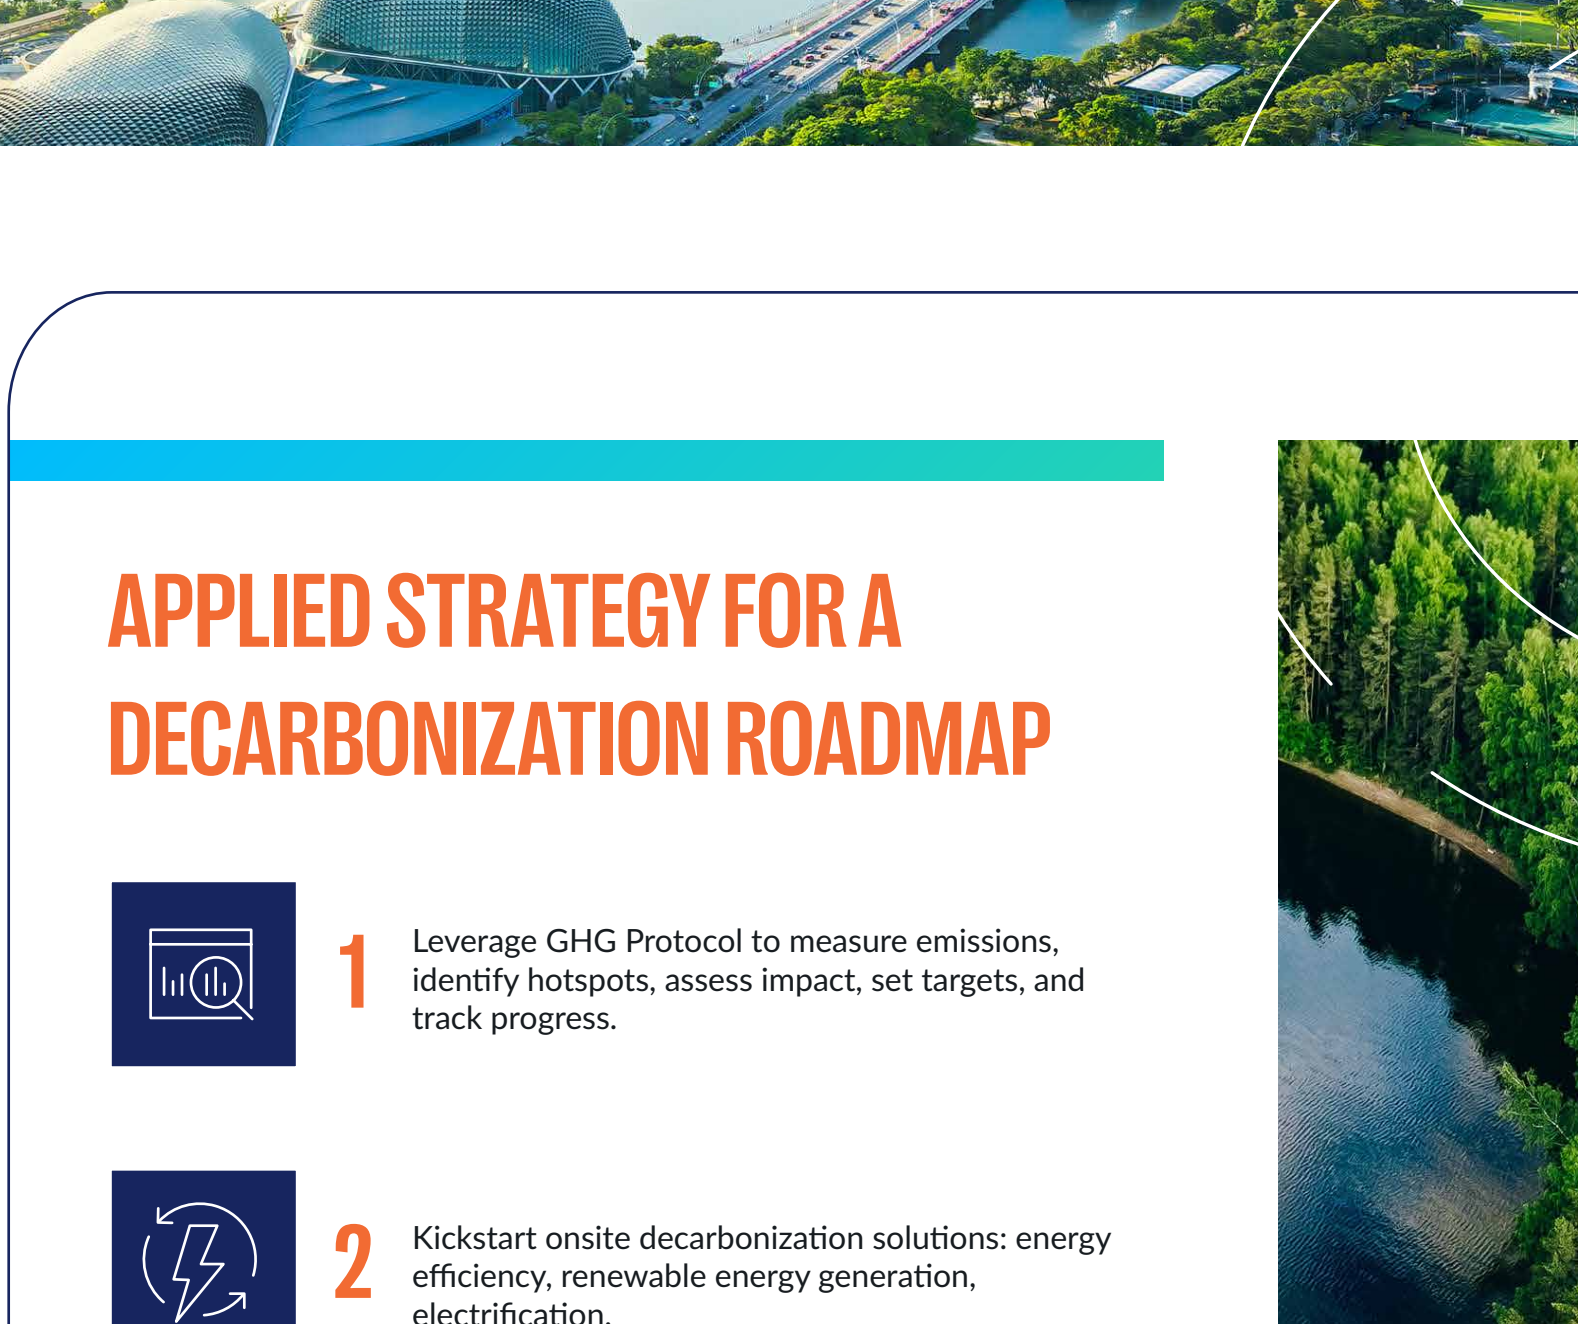 APPLIED STRATEGY FOR A
DECARBONIZATION ROADMAP
1
Leverage GHG Protocol to measure emissions,
identify hotspots, assess impact, set targets, and
track progress.
2
Kickstart onsite decarbonization solutions: energy
efficiency, renewable energy generation,
electrification.